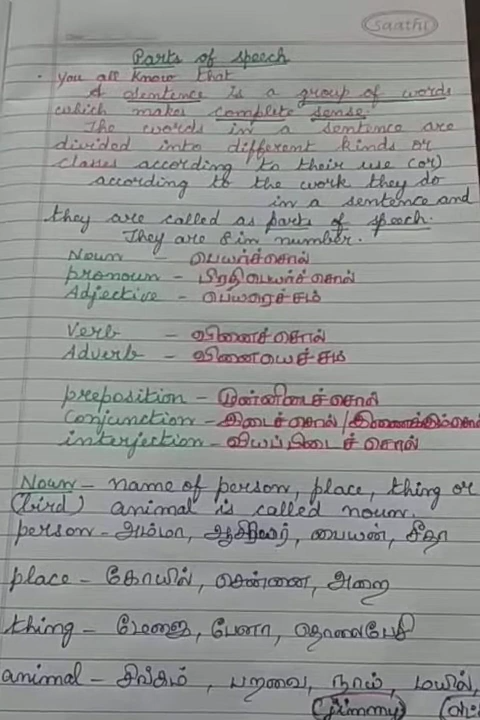 saathi
Parts of speech
. you all know that
A sentence is a group of words
which makes complete sense.
The words in a sentence are
divided into different kinds or
classes according to their use (or)
according to the work they do
in a sentence and
they are called as parts of speech.
They are 8 in number.
Noun - பெயர்ச்சொல்
pronoun - பிரதிபெயர்ச்சொல்
Adjective - பெயரெச்சம்
Verb - வினைச்சொல்
Adverb - வினையெச்சம்
preposition - முன்னிடைச்சொல்
Conjunction - இடைச்சொல் / இணைக்கும்சொல்
interjection - வியப்பிடைச்சொல்
Noun - name of person, place, thing or
(bird) animal is called noun.
person - அம்மா, ஆசிரியர், பையன், சீதா
place - கோயில், சென்னை, அறை
thing - மேஜை, பேனா, தொலைபேசி
animal - சிங்கம், பறவை, நாய், மயில்,
(Jimmy)